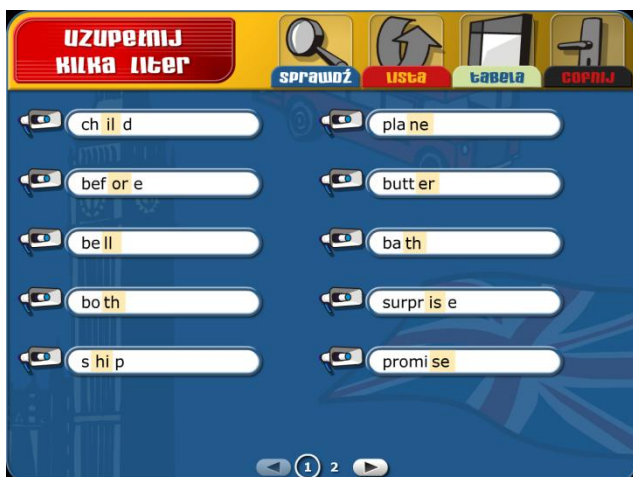 UZUPEŁNIJ
KILKA LITER
SPRAWDŹ
LISTA
TABELA
COFNIJ
child
before
bell
both
ship
plane
butter
bath
surprise
promise
1 2